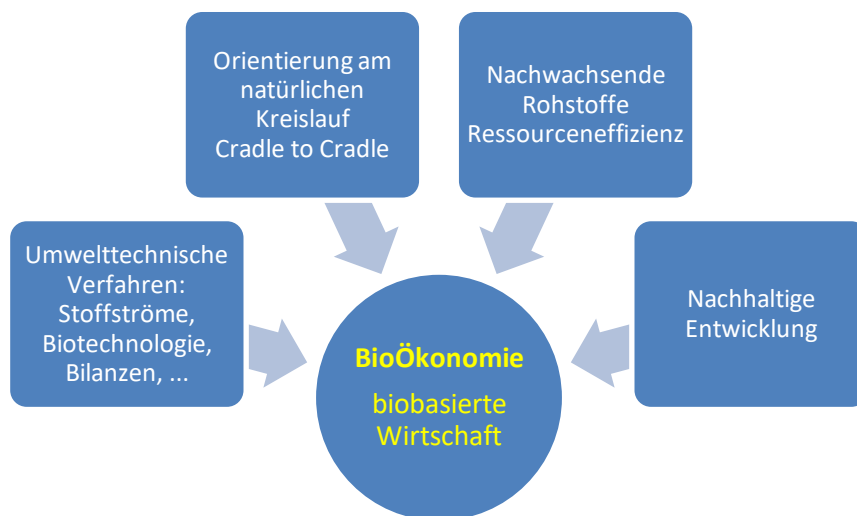 Orientierung am
natürlichen
Kreislauf
Cradle to Cradle
Nachwachsende
Rohstoffe
Ressourceneffizienz
Umwelttechnische
Verfahren:
Stoffströme,
Biotechnologie,
Bilanzen, ...
Nachhaltige
Entwicklung
BioÖkonomie
biobasierte
Wirtschaft